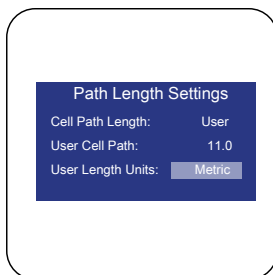 Path Length Settings
Cell Path Length: User
User Cell Path: 11.0
User Length Units: Metric